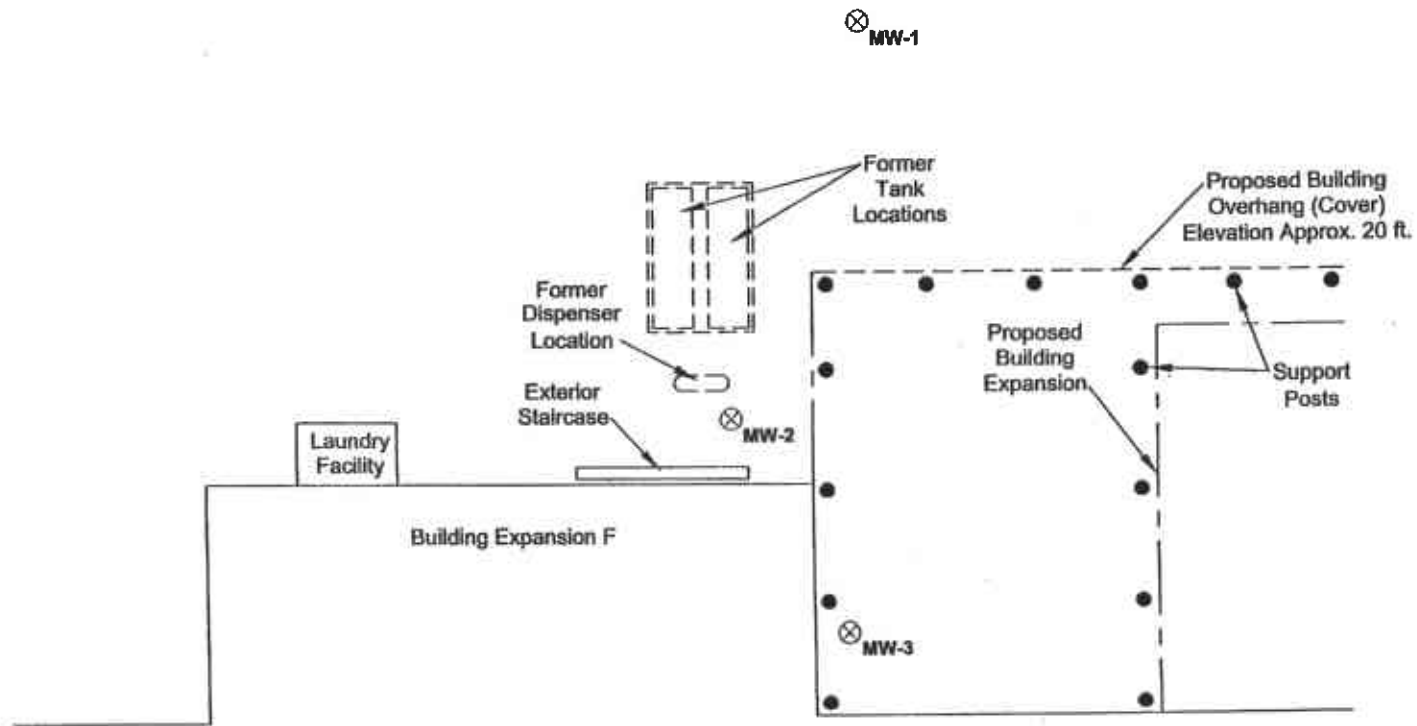 MW-1
Former
Tank
Locations
Proposed Building
Overhang (Cover)
Elevation Approx. 20 ft.
Former
Dispenser
Location
Proposed
Building
Expansion
Support
Posts
Exterior
Staircase
MW-2
Laundry
Facility
Building Expansion F
MW-3